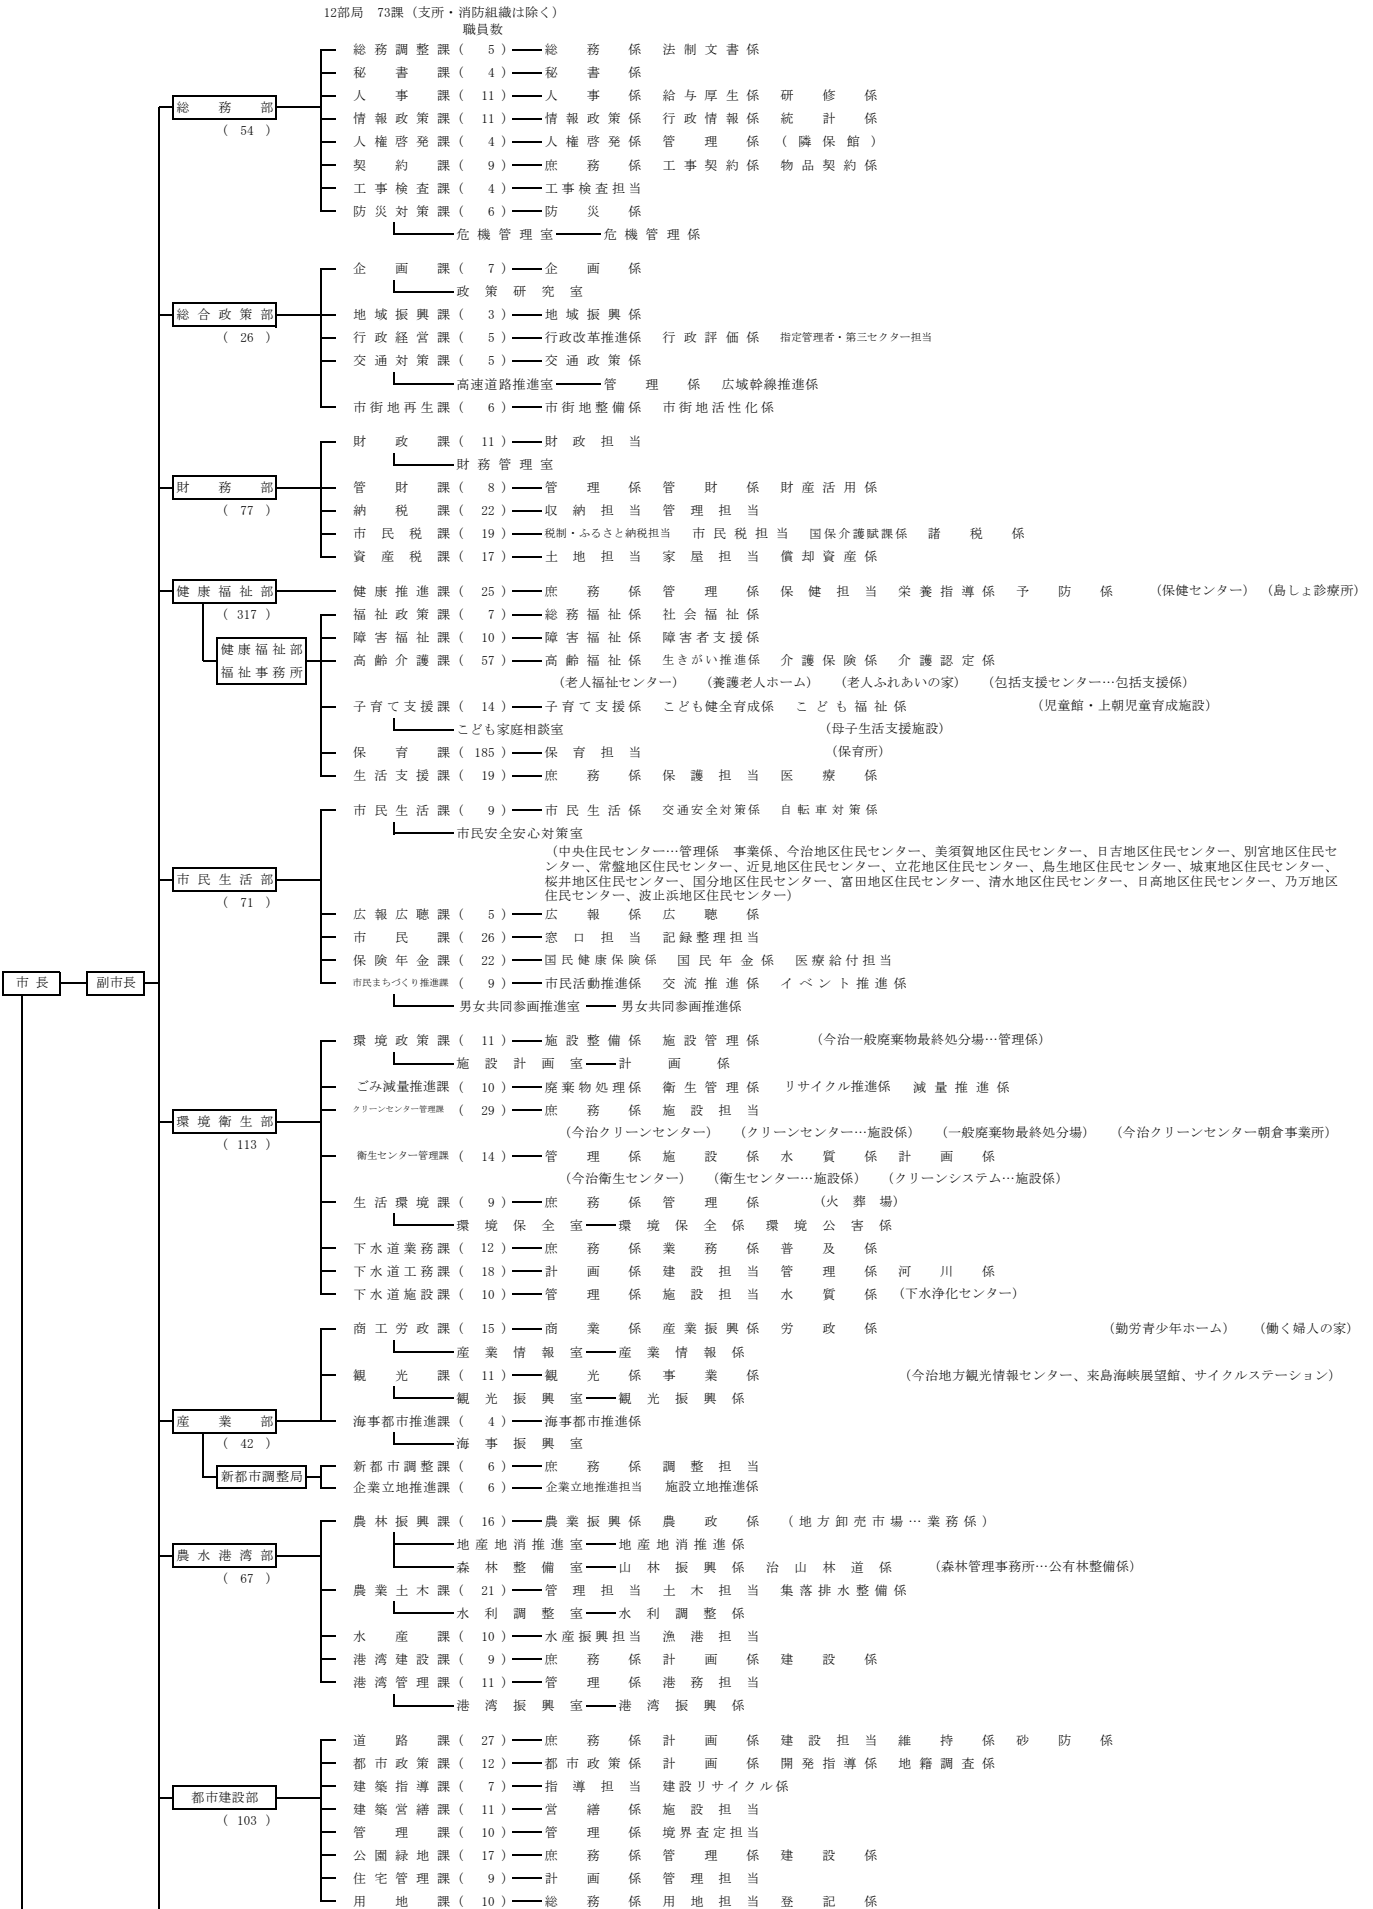 12部局　73課（支所・消防組織は除く）
職員数
総務調整課（ 5 ） 総務係 法制文書係
秘書課（ 4 ） 秘書係
人事課（ 11 ） 人事係 給与厚生係 研修係
総務部
情報政策課（ 11 ） 情報政策係 行政情報係 統計係
（ 54 ）
人権啓発課（ 4 ） 人権啓発係 管理係 （隣保館）
契約課（ 9 ） 庶務係 工事契約係 物品契約係
工事検査課（ 4 ） 工事検査担当
防災対策課（ 6 ） 防災係
危機管理室 危機管理係
企画課（ 7 ） 企画係
政策研究室
総合政策部
地域振興課（ 3 ） 地域振興係
（ 26 ）
行政経営課（ 5 ） 行政改革推進係 行政評価係 指定管理者・第三セクター担当
交通対策課（ 5 ） 交通政策係
高速道路推進室 管理係 広域幹線推進係
市街地再生課（ 6 ） 市街地整備係 市街地活性化係
財政課（ 11 ） 財政担当
財務管理室
財務部
管財課（ 8 ） 管理係 管財係 財産活用係
（ 77 ）
納税課（ 22 ） 収納担当 管理担当
市民税課（ 19 ） 税制・ふるさと納税担当 市民税担当 国保介護賦課係 諸税係
資産税課（ 17 ） 土地担当 家屋担当 償却資産係
健康福祉部
健康推進課（ 25 ） 庶務係 管理係 保健担当 栄養指導係 予防係 （保健センター）（島しょ診療所）
（ 317 ）
福祉政策課（ 7 ） 総務福祉係 社会福祉係
障害福祉課（ 10 ） 障害福祉係 障害者支援係
健康福祉部
福祉事務所
高齢介護課（ 57 ） 高齢福祉係 生きがい推進係 介護保険係 介護認定係
（老人福祉センター） （養護老人ホーム） （老人ふれあいの家） （包括支援センター…包括支援係）
子育て支援課（ 14 ） 子育て支援係 こども健全育成係 こども福祉係 （児童館・上朝児童育成施設）
こども家庭相談室 （母子生活支援施設）
保育課（ 185 ） 保育担当 （保育所）
生活支援課（ 19 ） 庶務係 保護担当 医療係
市民生活課（ 9 ） 市民生活係 交通安全対策係 自転車対策係
市民安全安心対策室
（中央住民センター…管理係　事業係、今治地区住民センター、美須賀地区住民センター、日吉地区住民センター、別宮地区住民セ
ンター、常盤地区住民センター、近見地区住民センター、立花地区住民センター、鳥生地区住民センター、城東地区住民センター、
桜井地区住民センター、国分地区住民センター、富田地区住民センター、清水地区住民センター、日高地区住民センター、乃万地区
住民センター、波止浜地区住民センター）
市民生活部
（ 71 ）
広報広聴課（ 5 ） 広報係 広聴係
市民課（ 26 ） 窓口担当 記録整理担当
保険年金課（ 22 ） 国民健康保険係 国民年金係 医療給付担当
市長 副市長
市民まちづくり推進課（ 9 ） 市民活動推進係 交流推進係 イベント推進係
男女共同参画推進室 男女共同参画推進係
環境政策課（ 11 ） 施設整備係 施設管理係 （今治一般廃棄物最終処分場…管理係）
施設計画室 計画係
ごみ減量推進課（ 10 ） 廃棄物処理係 衛生管理係 リサイクル推進係 減量推進係
クリーンセンター管理課（ 29 ） 庶務係 施設担当
環境衛生部
（ 113 ）
（今治クリーンセンター） （クリーンセンター…施設係） （一般廃棄物最終処分場） （今治クリーンセンター朝倉事業所）
衛生センター管理課（ 14 ） 管理係 施設係 水質係 計画係
（今治衛生センター） （衛生センター…施設係） （クリーンシステム…施設係）
生活環境課（ 9 ） 庶務係 管理係 （火葬場）
環境保全室 環境保全係 環境公害係
下水道業務課（ 12 ） 庶務係 業務係 普及係
下水道工務課（ 18 ） 計画係 建設担当 管理係 河川係
下水道施設課（ 10 ） 管理係 施設担当 水質係 （下水浄化センター）
商工労政課（ 15 ） 商業係 産業振興係 労政係 （勤労青少年ホーム） （働く婦人の家）
産業情報室 産業情報係
観光課（ 11 ） 観光係 事業係 （今治地方観光情報センター、来島海峡展望館、サイクルステーション）
観光振興室 観光振興係
産業部
（ 42 ）
海事都市推進課（ 4 ） 海事都市推進係
海事振興室
新都市調整局
新都市調整課（ 6 ） 庶務係 調整担当
企業立地推進課（ 6 ） 企業立地推進担当 施設立地推進係
農林振興課（ 16 ） 農業振興係 農政係 （地方卸売市場…業務係）
地産地消推進室 地産地消推進係
農水港湾部
（ 67 ）
森林整備室 山林振興係 治山林道係 （森林管理事務所…公有林整備係）
農業土木課（ 21 ） 管理担当 土木担当 集落排水整備係
水利調整室 水利調整係
水産課（ 10 ） 水産振興担当 漁港担当
港湾建設課（ 9 ） 庶務係 計画係 建設係
港湾管理課（ 11 ） 管理係 港務担当
港湾振興室 港湾振興係
道路課（ 27 ） 庶務係 計画係 建設担当 維持係 砂防係
都市政策課（ 12 ） 都市政策係 計画係 開発指導係 地籍調査係
建築指導課（ 7 ） 指導担当 建設リサイクル係
都市建設部
（ 103 ）
建築営繕課（ 11 ） 営繕係 施設担当
管理課（ 10 ） 管理係 境界査定担当
公園緑地課（ 17 ） 庶務係 管理係 建設係
住宅管理課（ 9 ） 計画係 管理担当
用地課（ 10 ） 総務係 用地担当 登記係